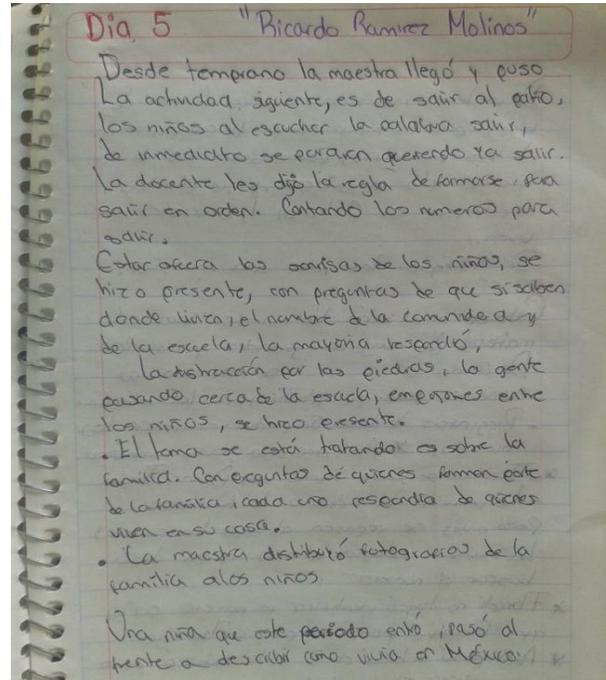 Dia 5 "Ricardo Ramirez Molinos"
Desde temprano la maestra llegó y puso
La actividad siguiente, es de salir al patio,
los niños al escuchar la palabra salir,
de inmediato se pararon queriendo ya salir.
La docente les dijo la regla de formarse, para
salir en orden. Contando los numeros para
salir.
Estar afuera las sonrisas de los niños, se
hizo presente, con preguntas de que si saben
donde viven, el nombre de la comunidad y
de la escuela, la mayoria respondió,
La distracción por las piedras, la gente
pasando cerca de la escuela, empujones entre
los niños, se hizo presente.
. El tema se está tratando es sobre la
familia. Con preguntas de quienes forman parte
de la familia, cada uno respondia de quienes
viven en su casa.
. La maestra distribuyó fotografias de la
familia a los niños.
Una niña que este periodo entró, pasó al
frente a describir como vivia en México.